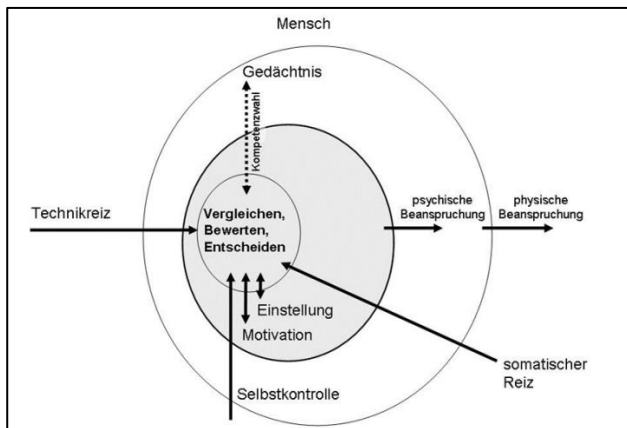 Mensch
Gedächtnis
Kompetenzwahl
Technikreiz
Vergleichen,
Bewerten,
Entscheiden
psychische
Beanspruchung
physische
Beanspruchung
Einstellung
Motivation
somatischer
Reiz
Selbstkontrolle